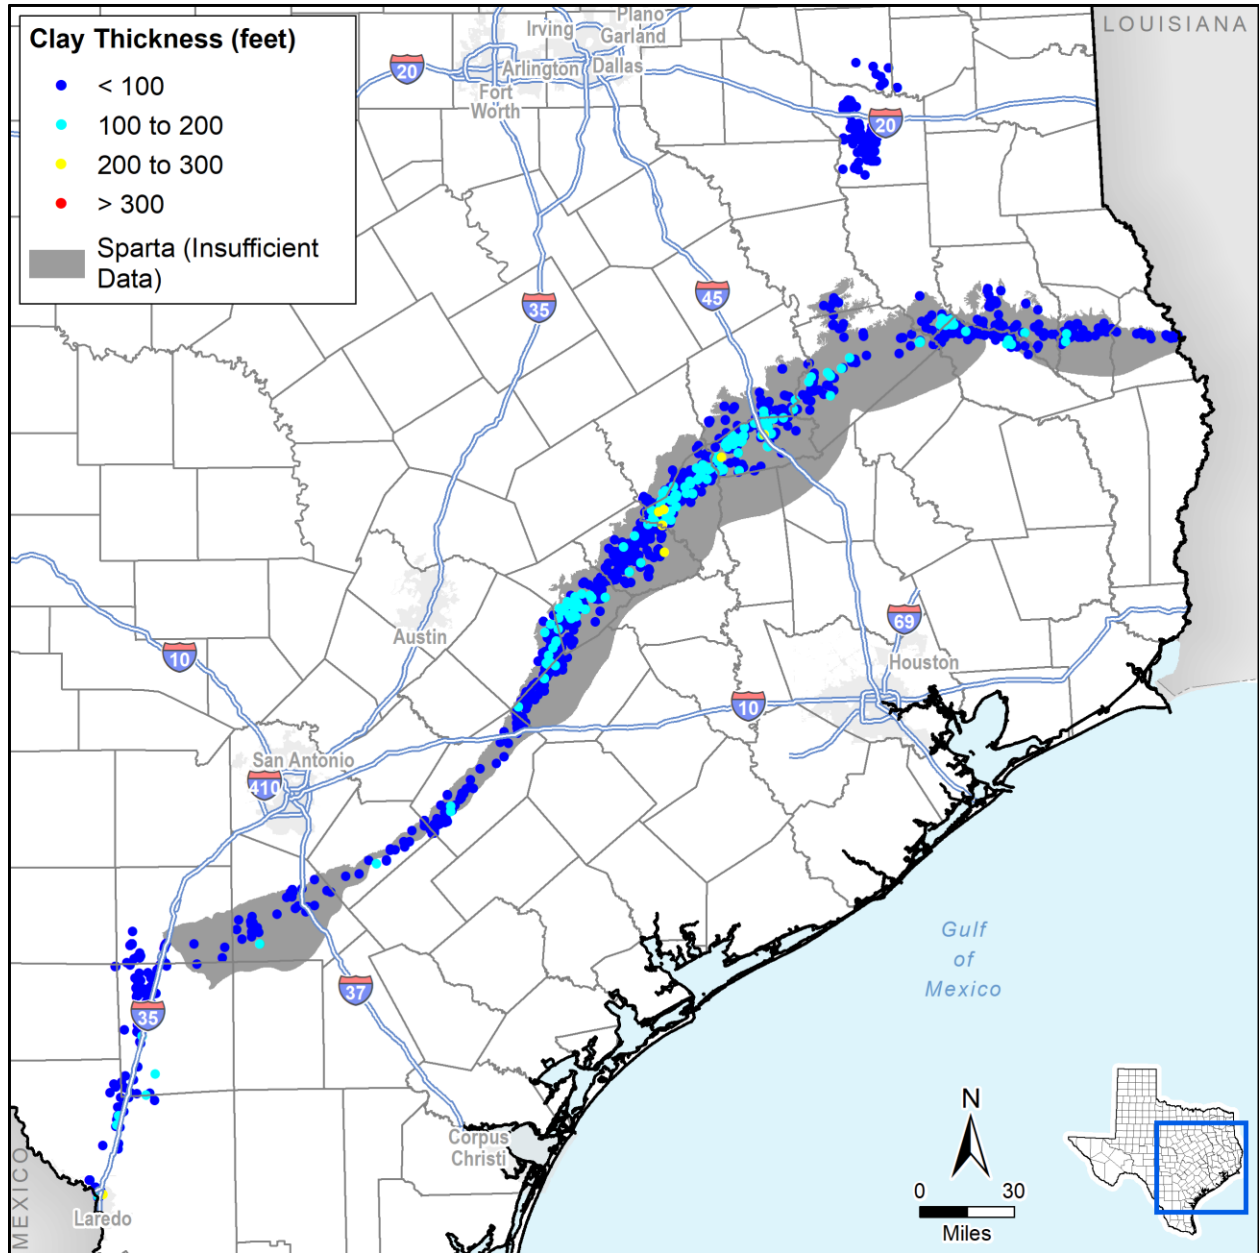 Clay Thickness (feet)
< 100
100 to 200
200 to 300
> 300
Sparta (Insufficient
Data)
Plano
Irving
Garland
Arlington
Dallas
Fort
Worth
20
20
LOUISIANA
35
45
Austin
10
69
Houston
10
San Antonio
410
37
35
Gulf
of
Mexico
Corpus
Christi
Laredo
MEXICO
N
0
30
Miles